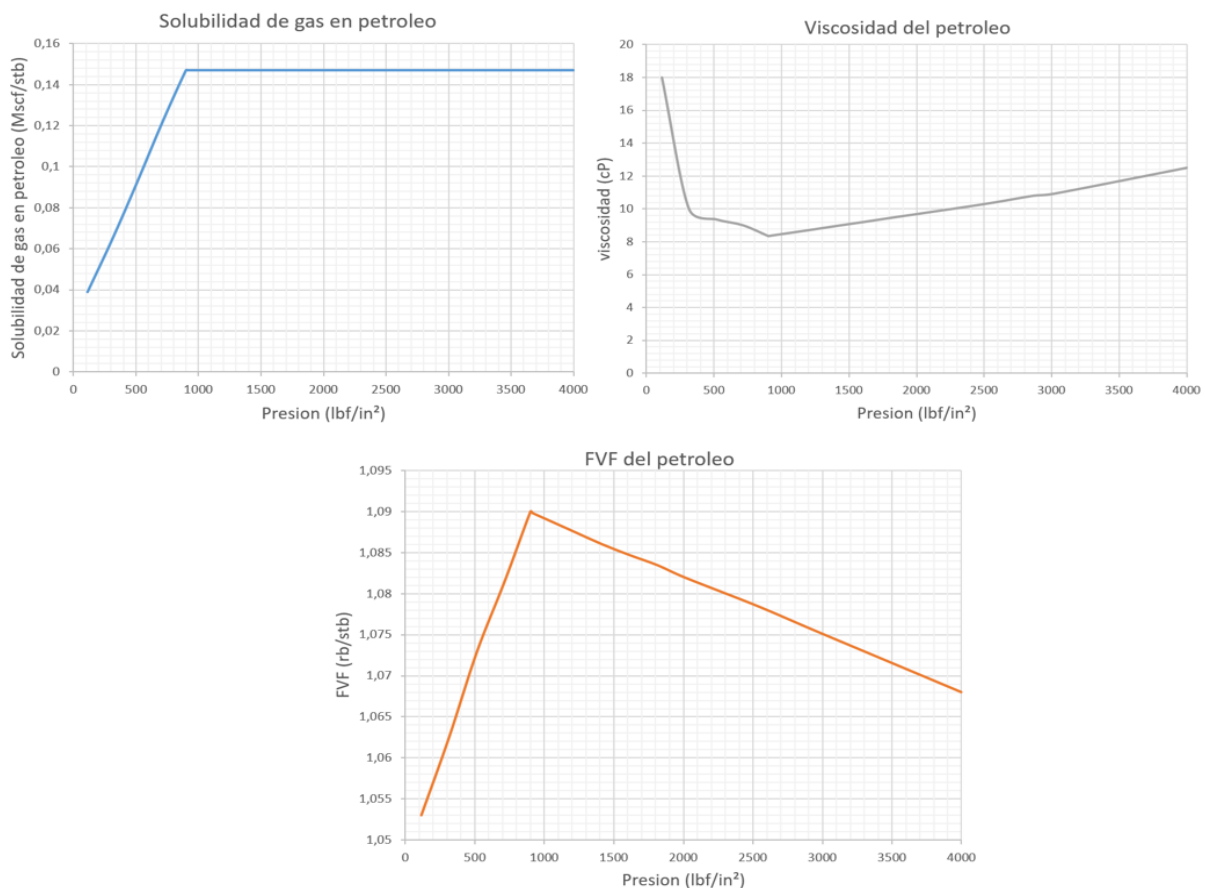 Solubilidad de gas en petroleo
Solubilidad de gas en petroleo (Mscf/stb)
0,16
0,14
0,12
0,1
0,08
0,06
0,04
0,02
0
0 500 1000 1500 2000 2500 3000 3500 4000
Presion (lbf/in²)
Viscosidad del petroleo
viscosidad (cP)
20
18
16
14
12
10
8
6
4
2
0
0 500 1000 1500 2000 2500 3000 3500 4000
Presion (lbf/in²)
FVF del petroleo
FVF (rb/stb)
1,095
1,09
1,085
1,08
1,075
1,07
1,065
1,06
1,055
1,05
0 500 1000 1500 2000 2500 3000 3500 4000
Presion (lbf/in²)